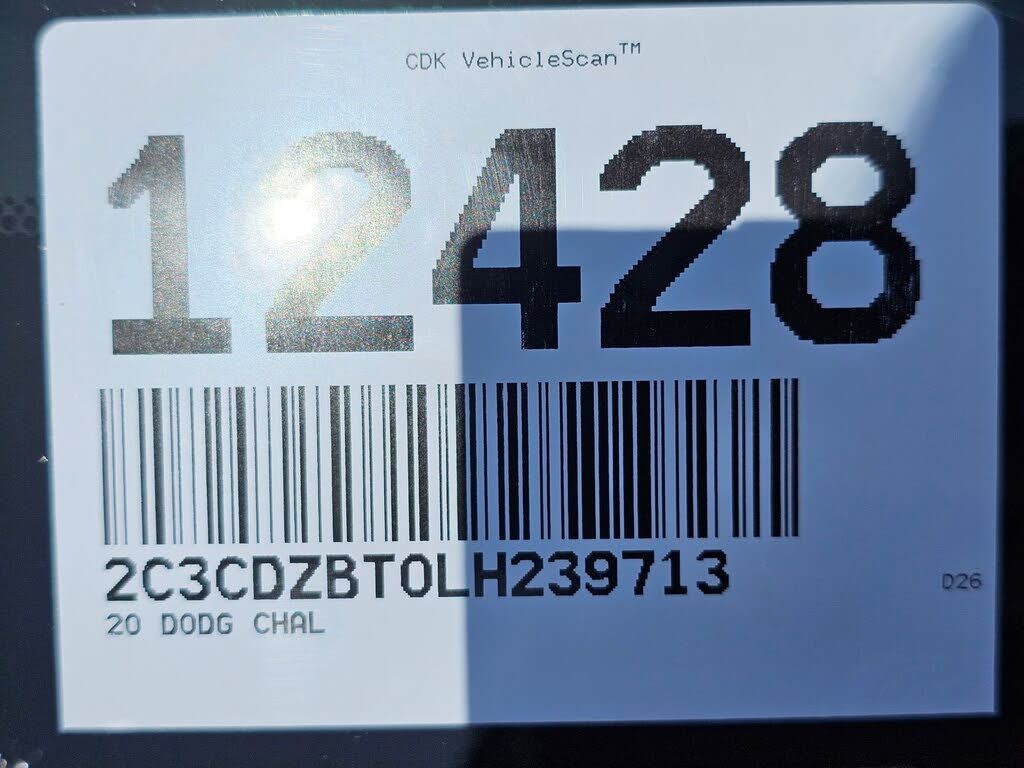 CDK VehicleScan™
12428
2C3CDZBT0LH239713
20 DODG CHAL
D26